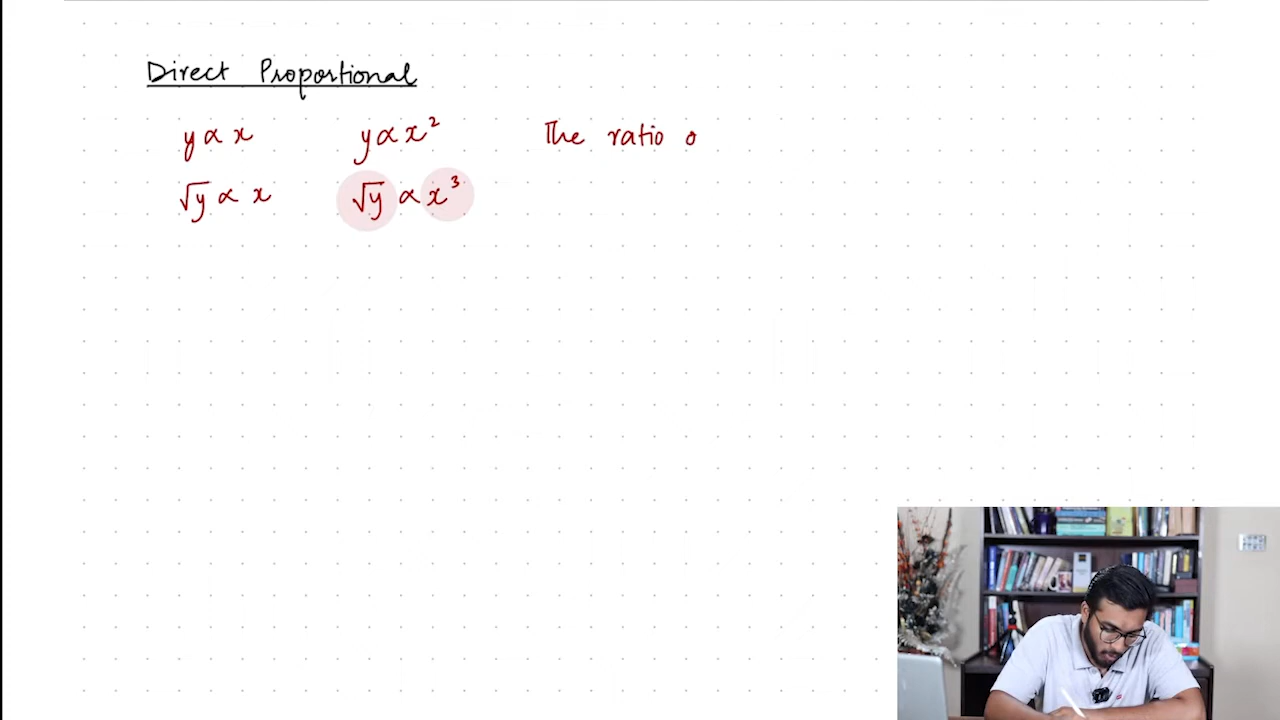 Direct Proportional
y ∝ x y ∝ x² The ratio o
√y ∝ x √y ∝ x³